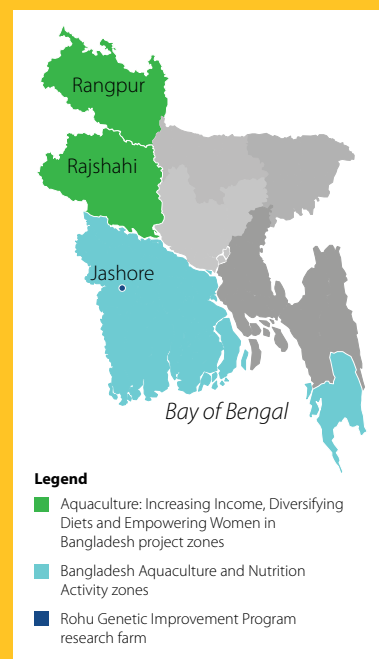 Rangpur
Rajshahi
Jashore
Bay of Bengal
Legend
Aquaculture: Increasing Income, Diversifying
Diets and Empowering Women in
Bangladesh project zones
Bangladesh Aquaculture and Nutrition
Activity zones
Rohu Genetic Improvement Program
research farm